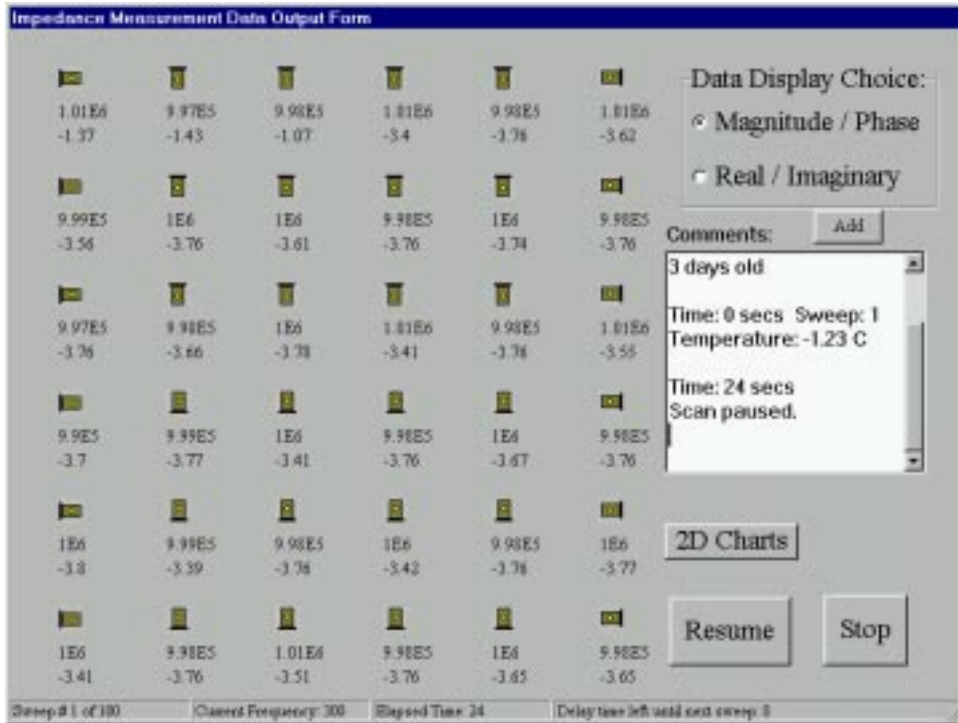 Impedance Measurement Data Output Form
1.01E6 9.97E5 9.98E5 1.01E6 9.98E5 1.01E6
-1.37 -1.43 -1.07 -3.4 -3.76 -3.62
9.99E5 1E6 1E6 9.98E5 1E6 9.98E5
-3.56 -3.76 -3.61 -3.76 -3.74 -3.76
9.97E5 9.98E5 1E6 1.01E6 9.98E5 1.01E6
-3.76 -3.66 -3.78 -3.41 -3.76 -3.55
9.9E5 9.99E5 1E6 9.98E5 1E6 9.98E5
-3.7 -3.77 -3.41 -3.76 -3.67 -3.76
1E6 9.99E5 9.98E5 1E6 9.98E5 1E6
-3.8 -3.39 -3.76 -3.42 -3.76 -3.77
1E6 9.98E5 1.01E6 9.98E5 1E6 9.98E5
-3.41 -3.76 -3.51 -3.76 -3.65 -3.65
Data Display Choice:
Magnitude / Phase
Real / Imaginary
Comments:
Add
3 days old
Time: 0 secs Sweep: 1
Temperature: -1.23 C
Time: 24 secs
Scan paused.
2D Charts
Resume
Stop
Sweep # 1 of 100
Current Frequency: 300
Elapsed Time: 24
Delay time left until next sweep: 0